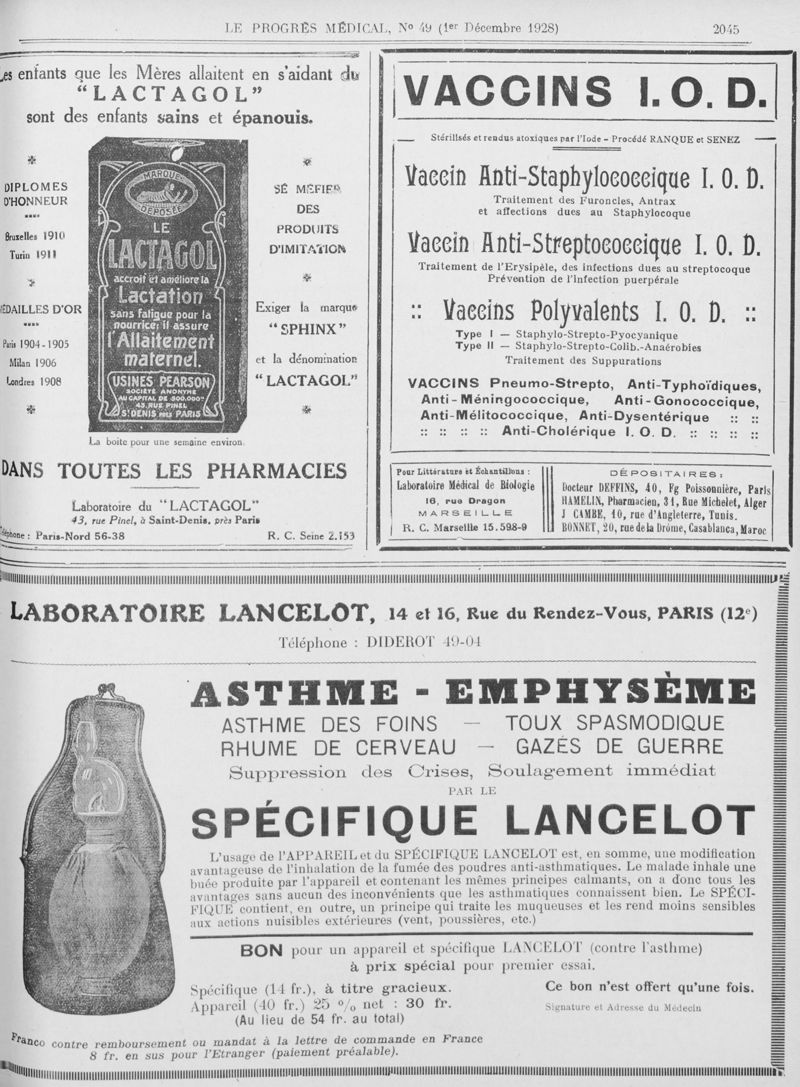 LE PROGRÈS MÉDICAL, No 49 (1er Décembre 1928)
2045
Les enfants que les Mères allaitent en s'aidant du
"LACTAGOL"
sont des enfants sains et épanouis.
DIPLOMES
D'HONNEUR
Bruxelles 1910
Turin 1911
MÉDAILLES D'OR
Paris 1904-1905
Milan 1906
Londres 1908
MARQUE
DÉPOSÉE
LE
LACTAGOL
accroît et améliore la
Lactation
sans fatigue pour la
nourrice; il assure
l'Allaitement
maternel.
USINES PEARSON
SOCIÉTÉ ANONYME
AU CAPITAL DE 300.000"
43, RUE PINEL
St DENIS PRÈS PARIS
SE MÉFIER
DES
PRODUITS
D'IMITATION
Exiger la marque
"SPHINX"
et la dénomination
"LACTAGOL"
La boite pour une semaine environ.
DANS TOUTES LES PHARMACIES
Laboratoire du "LACTAGOL"
43, rue Pinel, à Saint-Denis, près Paris
Téléphone : Paris-Nord 56-38
R. C. Seine 2.153
VACCINS I.O.D.
Stérilisés et rendus atoxiques par l'Iode - Procédé RANQUE et SENEZ
Vaccin Anti-Staphylococcique I. O. D.
Traitement des Furoncles, Antrax
et affections dues au Staphylocoque
Vaccin Anti-Streptococcique I. O. D.
Traitement de l'Erysipèle, des infections dues au streptocoque
Prévention de l'Infection puerpérale
:: Vaccins Polyvalents I. O. D. ::
Type I — Staphylo-Strepto-Pyocyanique
Type II — Staphylo-Strepto-Colib.-Anaérobies
Traitement des Suppurations
VACCINS Pneumo-Strepto, Anti-Typhoïdiques,
Anti-Méningococcique, Anti-Gonococcique,
Anti-Mélitococcique, Anti-Dysentérique :: ::
:: :: :: :: Anti-Cholérique I. O. D. :: :: :: ::
Pour Littérature et Échantillons :
Laboratoire Médical de Biologie
16, rue Dragon
MARSEILLE
R. C. Marseille 15.598-9
DÉPOSITAIRES :
Docteur DEFFINS, 40, Fg Poissonnière, Paris
HAMELIN, Pharmacien, 31, Rue Michelet, Alger
J CAMBE, 10, rue d'Angleterre, Tunis.
BONNET, 20, rue de la Drôme, Casablanca, Maroc
LABORATOIRE LANCELOT, 14 et 16, Rue du Rendez-Vous, PARIS (12e)
Téléphone : DIDEROT 49-04
ASTHME - EMPHYSÈME
ASTHME DES FOINS — TOUX SPASMODIQUE
RHUME DE CERVEAU — GAZÉS DE GUERRE
Suppression des Crises, Soulagement immédiat
PAR LE
SPÉCIFIQUE LANCELOT
L'usage de l'APPAREIL et du SPÉCIFIQUE LANCELOT est, en somme, une modification
avantageuse de l'inhalation de la fumée des poudres anti-asthmatiques. Le malade inhale une
buée produite par l'appareil et contenant les mêmes principes calmants, on a donc tous les
avantages sans aucun des inconvénients que les asthmatiques connaissent bien. Le SPÉCI-
FIQUE contient, en outre, un principe qui traite les muqueuses et les rend moins sensibles
aux actions nuisibles extérieures (vent, poussières, etc.)
BON pour un appareil et spécifique LANCELOT (contre l'asthme)
à prix spécial pour premier essai.
Spécifique (14 fr.), à titre gracieux.
Appareil (40 fr.) 25 % net : 30 fr.
(Au lieu de 54 fr. au total)
Ce bon n'est offert qu'une fois.
Signature et Adresse du Médecin
Franco contre remboursement ou mandat à la lettre de commande en France
8 fr. en sus pour l'Etranger (paiement préalable).